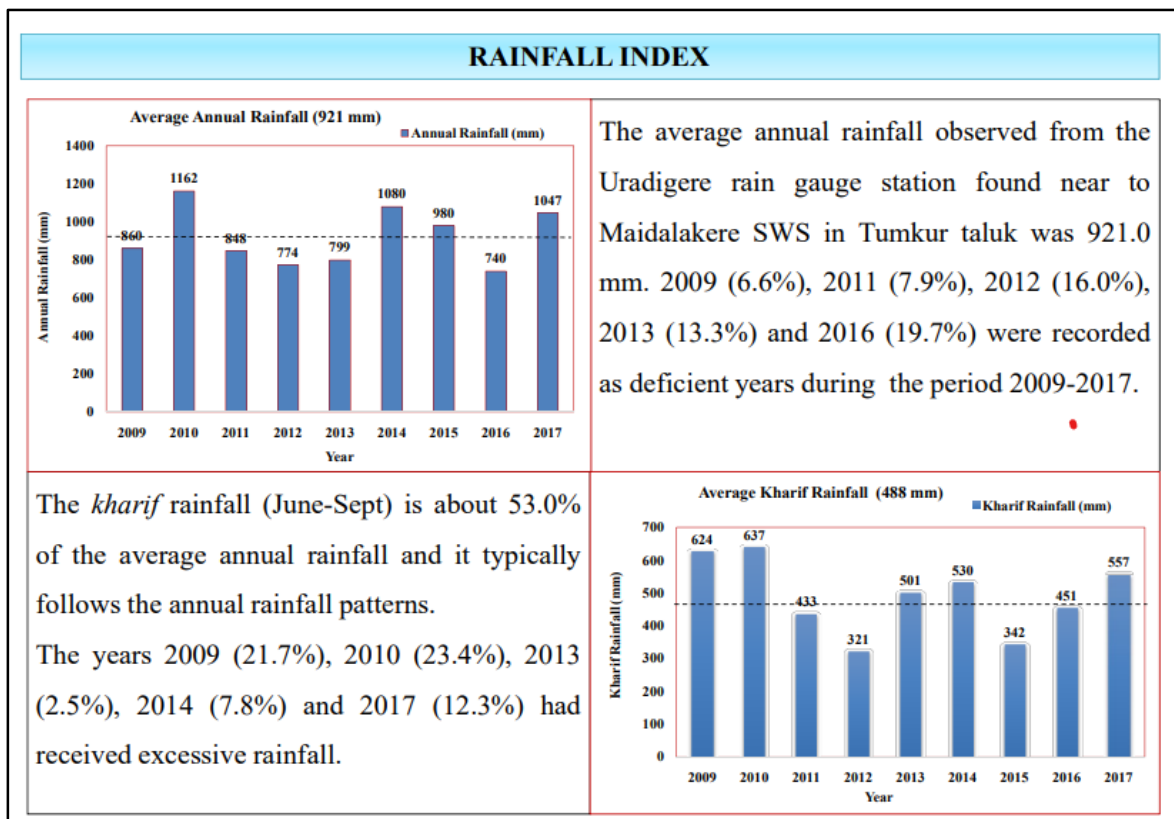 RAINFALL INDEX
Average Annual Rainfall (921 mm)
Annual Rainfall (mm)
Annual Rainfall (mm)
1400
1200
1000
800
600
400
200
0
860
1162
848
774
799
1080
980
740
1047
2009 2010 2011 2012 2013 2014 2015 2016 2017
Year
The average annual rainfall observed from the
Uradigere rain gauge station found near to
Maidalakere SWS in Tumkur taluk was 921.0
mm. 2009 (6.6%), 2011 (7.9%), 2012 (16.0%),
2013 (13.3%) and 2016 (19.7%) were recorded
as deficient years during the period 2009-2017.
The kharif rainfall (June-Sept) is about 53.0%
of the average annual rainfall and it typically
follows the annual rainfall patterns.
The years 2009 (21.7%), 2010 (23.4%), 2013
(2.5%), 2014 (7.8%) and 2017 (12.3%) had
received excessive rainfall.
Average Kharif Rainfall (488 mm)
Kharif Rainfall (mm)
Kharif Rainfall (mm)
700
600
500
400
300
200
100
0
624
637
433
321
501
530
342
451
557
2009 2010 2011 2012 2013 2014 2015 2016 2017
Year